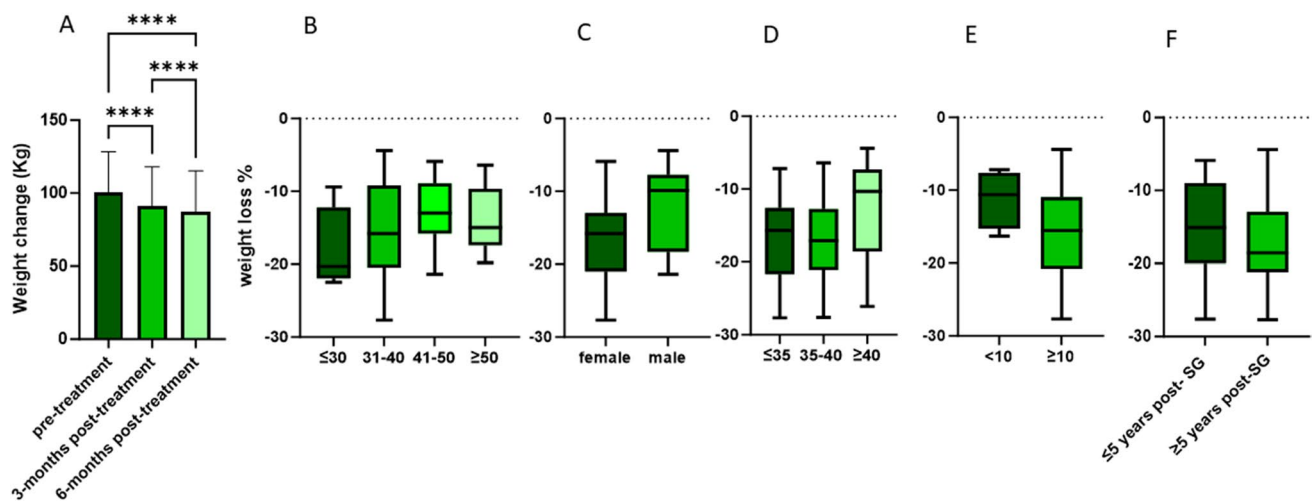 A
B
C
D
E
F
****
****
****
Weight change (Kg)
150
100
50
0
pre-treatment
3-months post-treatment
6-months post-treatment
weight loss %
0
-10
-20
-30
≤30 31-40 41-50 ≥50
0
-10
-20
-30
female male
0
-10
-20
-30
≤35 35-40 ≥40
0
-10
-20
-30
<10 ≥10
0
-10
-20
-30
≤5 years post- SG
≥5 years post-SG